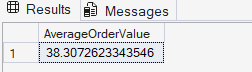 Results Messages
AverageOrderValue
1 38.3072623343546